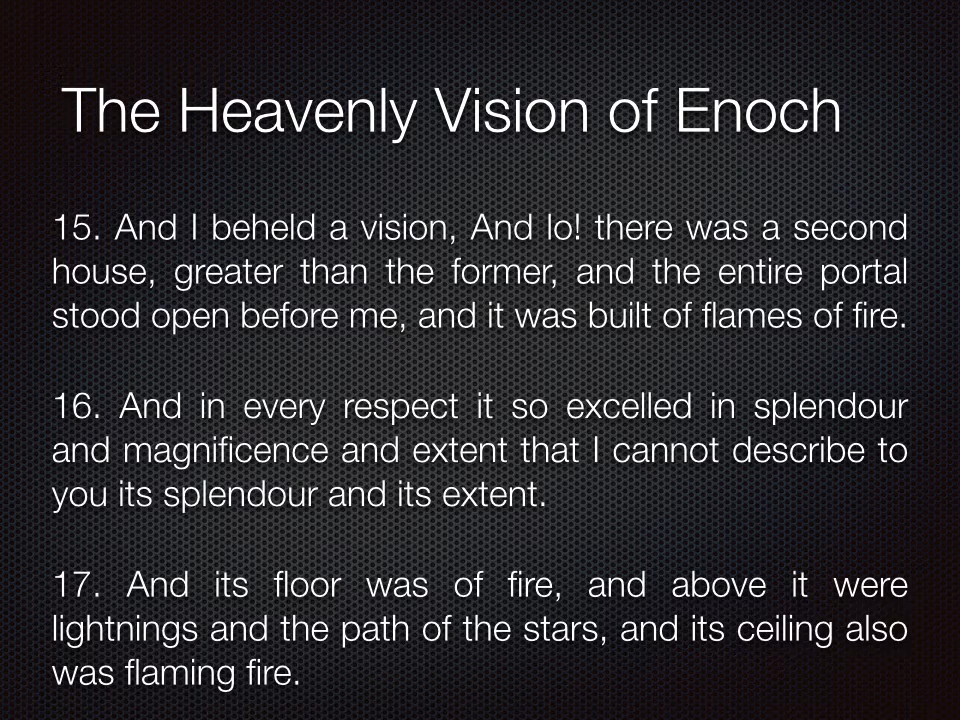 The Heavenly Vision of Enoch
15. And I beheld a vision, And lo! there was a second
house, greater than the former, and the entire portal
stood open before me, and it was built of flames of fire.
16. And in every respect it so excelled in splendour
and magnificence and extent that I cannot describe to
you its splendour and its extent.
17. And its floor was of fire, and above it were
lightnings and the path of the stars, and its ceiling also
was flaming fire.